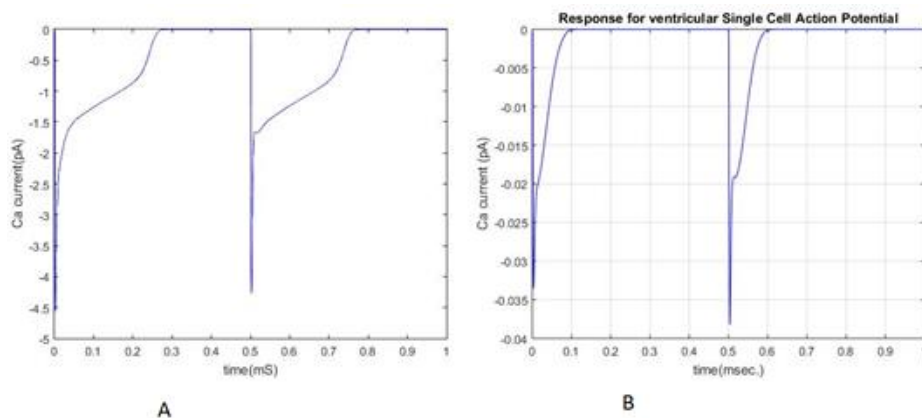 0
-0.5
-1
-1.5
-2
-2.5
-3
-3.5
-4
-4.5
-5
Ca current(pA)
0 0.1 0.2 0.3 0.4 0.5 0.6 0.7 0.8 0.9 1
time(mS)
A
Response for ventricular Single Cell Action Potential
0
-0.005
-0.01
-0.015
-0.02
-0.025
-0.03
-0.035
-0.04
Ca current (pA)
0 0.1 0.2 0.3 0.4 0.5 0.6 0.7 0.8 0.9
time(msec.)
B